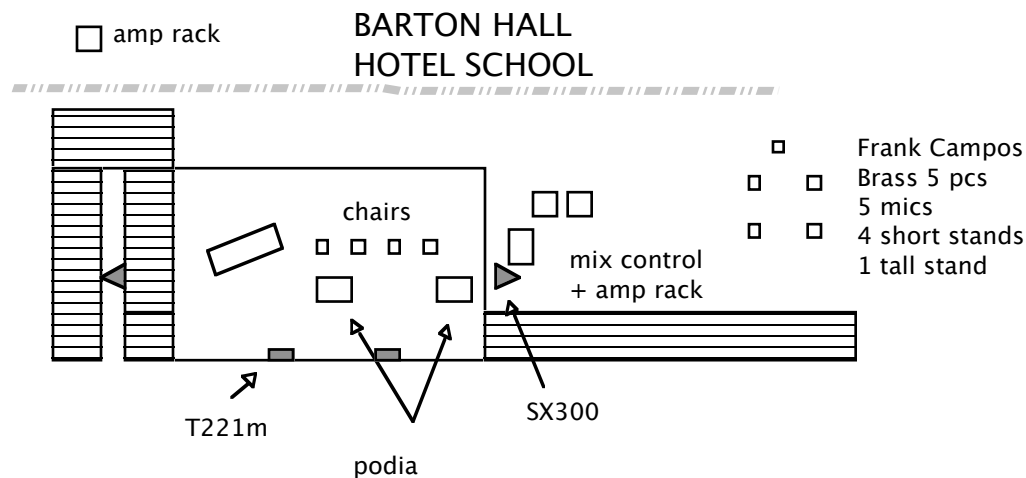 amp rack
BARTON HALL
HOTEL SCHOOL
Frank Campos
Brass 5 pcs
5 mics
4 short stands
1 tall stand
chairs
mix control
+ amp rack
SX300
T221m
podia